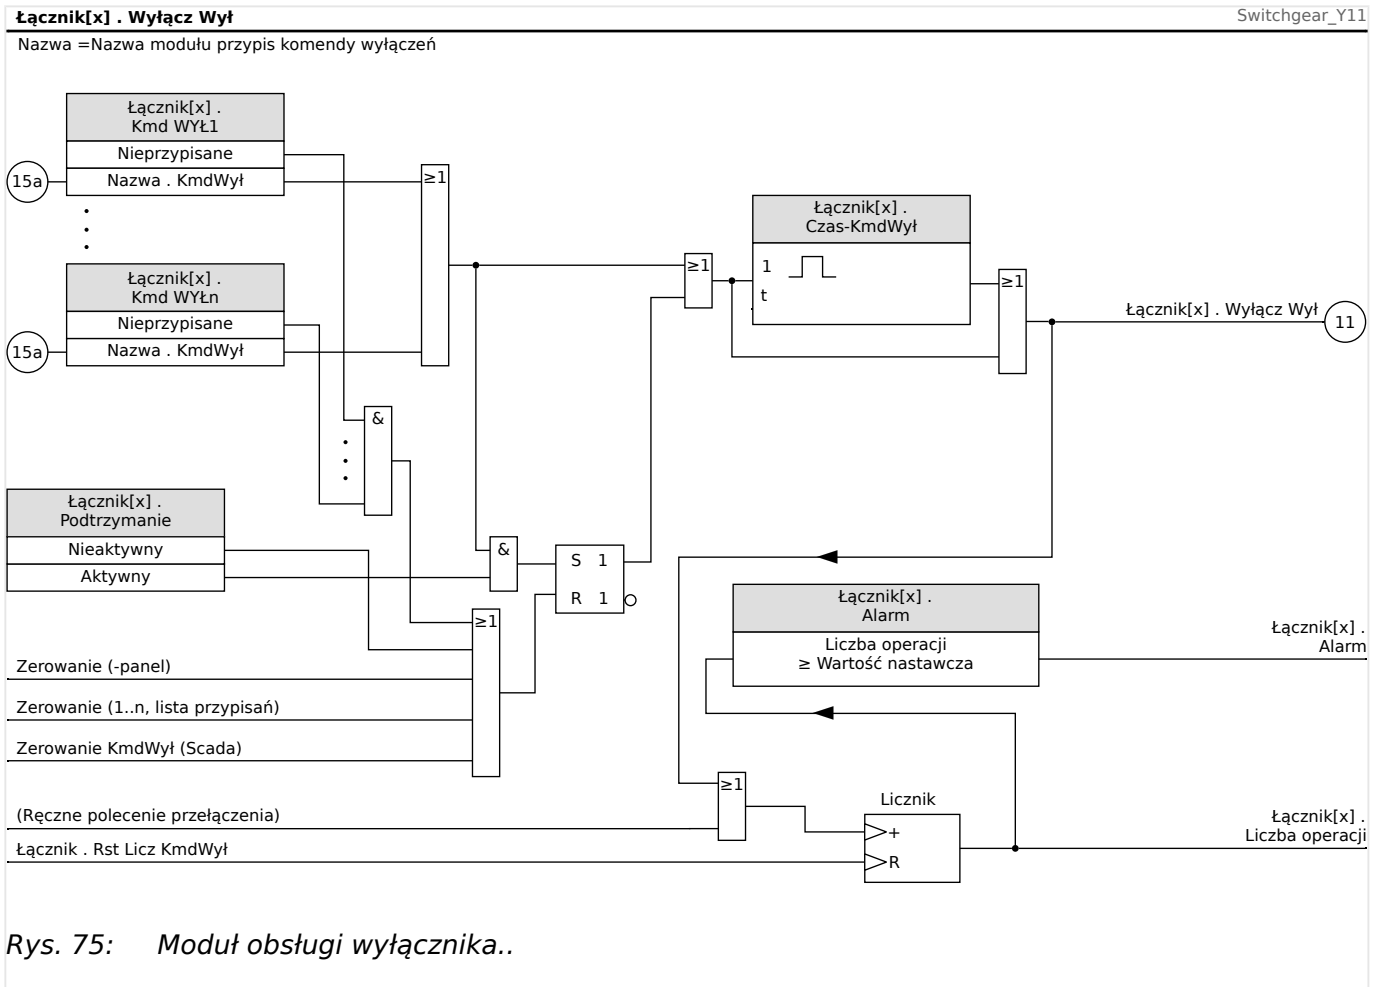 Łącznik[x] . Wyłącz Wył
Switchgear_Y11
Nazwa =Nazwa modułu przypis komendy wyłączeń
Łącznik[x] .
Kmd WYŁ1
Nieprzypisane
15a
Nazwa . KmdWył
≥1
Łącznik[x] .
Czas-KmdWył
Łącznik[x] .
Kmd WYŁn
Nieprzypisane
15a
Nazwa . KmdWył
≥1
1
t
≥1
Łącznik[x] . Wyłącz Wył
11
&
Łącznik[x] .
Podtrzymanie
Nieaktywny
Aktywny
&
S 1
R 1
≥1
Łącznik[x] .
Alarm
Liczba operacji
≥ Wartość nastawcza
Łącznik[x] .
Alarm
Zerowanie (-panel)
Zerowanie (1..n, lista przypisań)
Zerowanie KmdWył (Scada)
≥1
(Ręczne polecenie przełączenia)
Licznik
+
R
Łącznik[x] .
Liczba operacji
Łącznik . Rst Licz KmdWył
Rys. 75: Moduł obsługi wyłącznika..